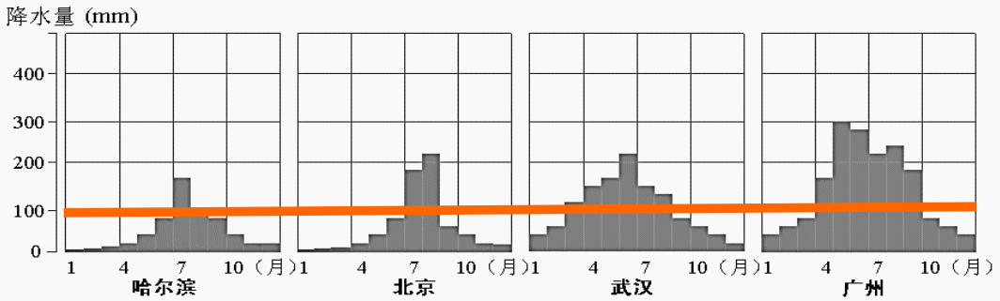 降水量 (mm)
400
300
200
100
0
1 4 7 10（月）
哈尔滨
1 4 7 10（月）
北京
1 4 7 10（月）
武汉
1 4 7 10（月）
广州